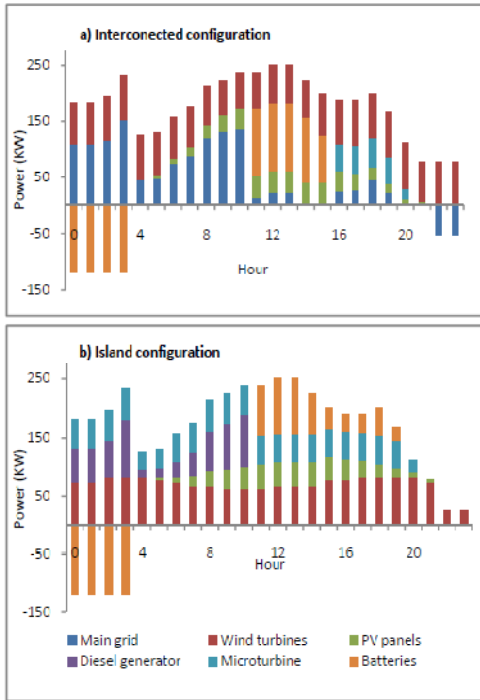 a) Interconected configuration
250
150
50
-50
-150
Power (KW)
0 4 8 12 16 20
Hour
b) Island configuration
250
150
50
-50
-150
Power (KW)
0 4 8 12 16 20
Hour
Main grid Wind turbines PV panels
Diesel generator Microturbine Batteries